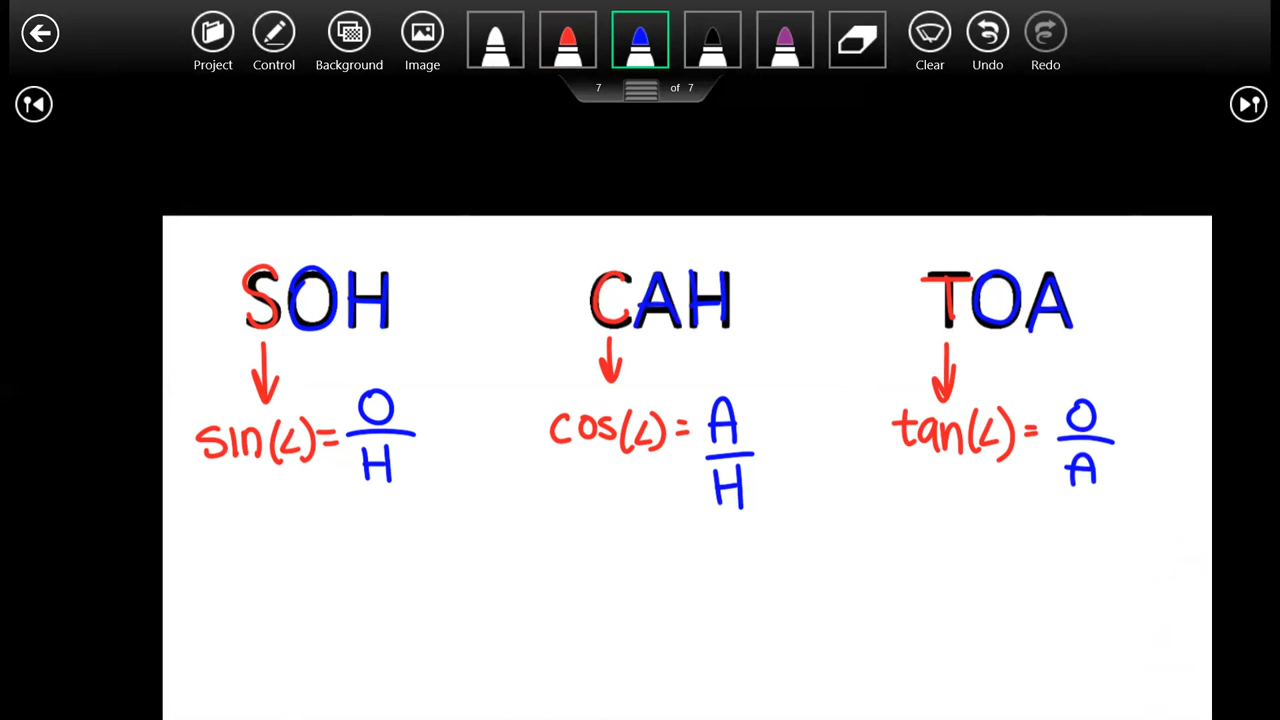 Project Control Background Image Clear Undo Redo
7 of 7
SOH CAH TOA
sin(∠)= O/H cos(∠)= A/H tan(∠)= O/A